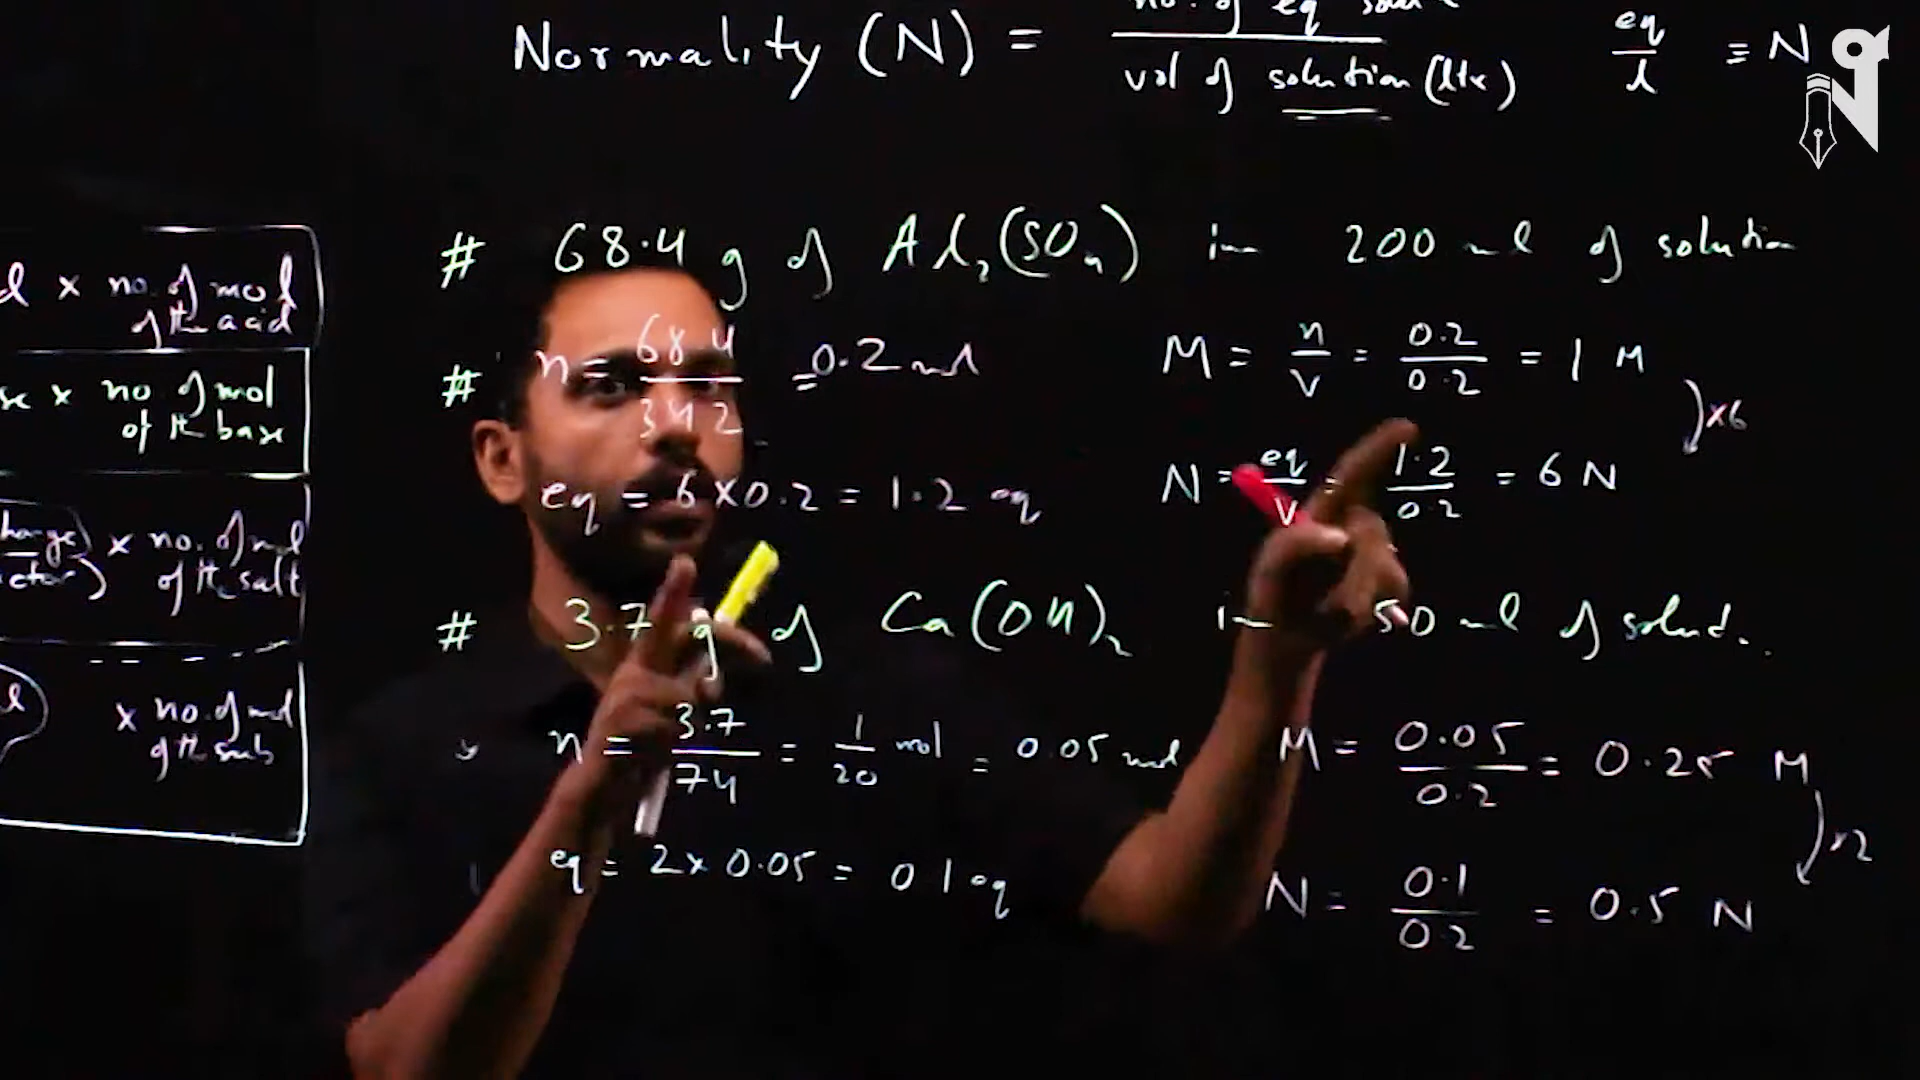 no. of eq
Normality (N) = ――― eq/l ≡ N
vol of solution (ltr)
# 68.4 g of Al₂(SO₄) in 200 ml of solution
# n = 68.4/342 = 0.2 mol
M = n/v = 0.2/0.2 = 1 M
)×6
eq = 6 × 0.2 = 1.2 eq
N = eq/v = 1.2/0.2 = 6 N
# 3.7 g of Ca(OH)₂ in 50 ml of solut.
n = 3.7/74 = 1/20 mol = 0.05 mol
M = 0.05/0.2 = 0.25 M
)×2
eq = 2 × 0.05 = 0.1 eq
N = 0.1/0.2 = 0.5 N
× no. of mol
of the acid
× no. of mol
of the base
× no. of mol
of the salt
× no. of mol
of the sub